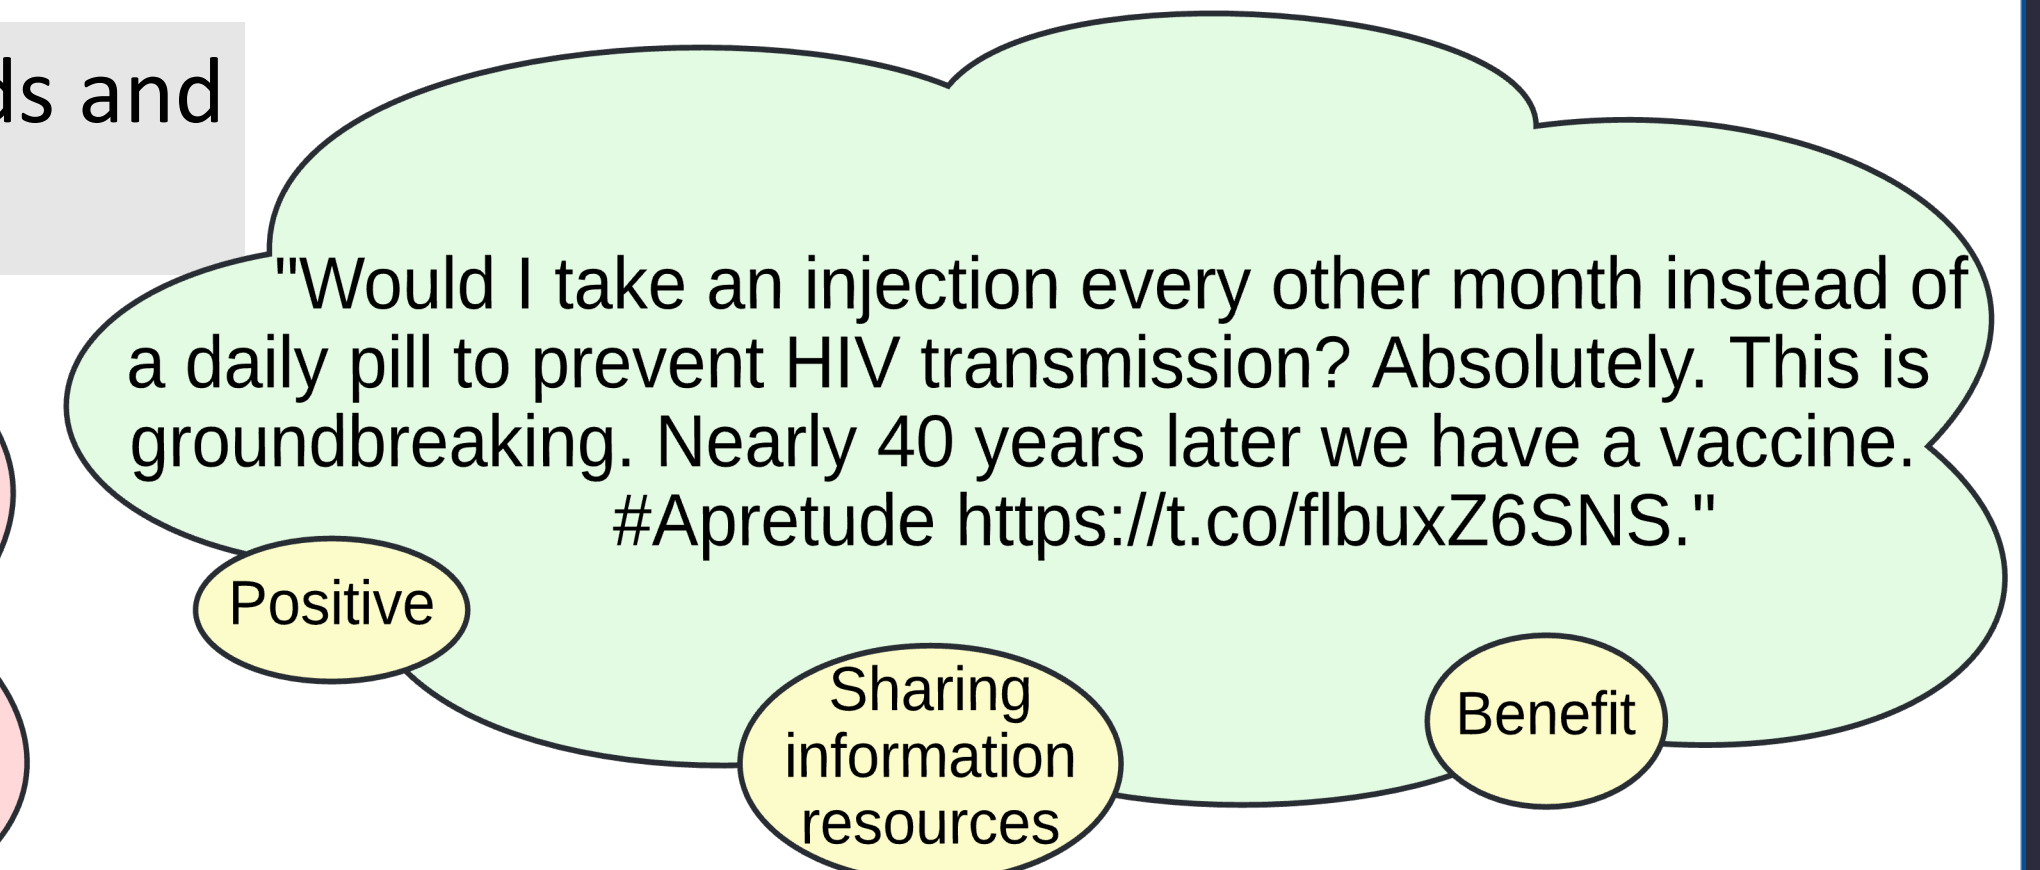 ds and
"Would I take an injection every other month instead of
a daily pill to prevent HIV transmission? Absolutely. This is
groundbreaking. Nearly 40 years later we have a vaccine.
#Apretude https://t.co/flbuxZ6SNS."
Positive
Sharing
information
resources
Benefit